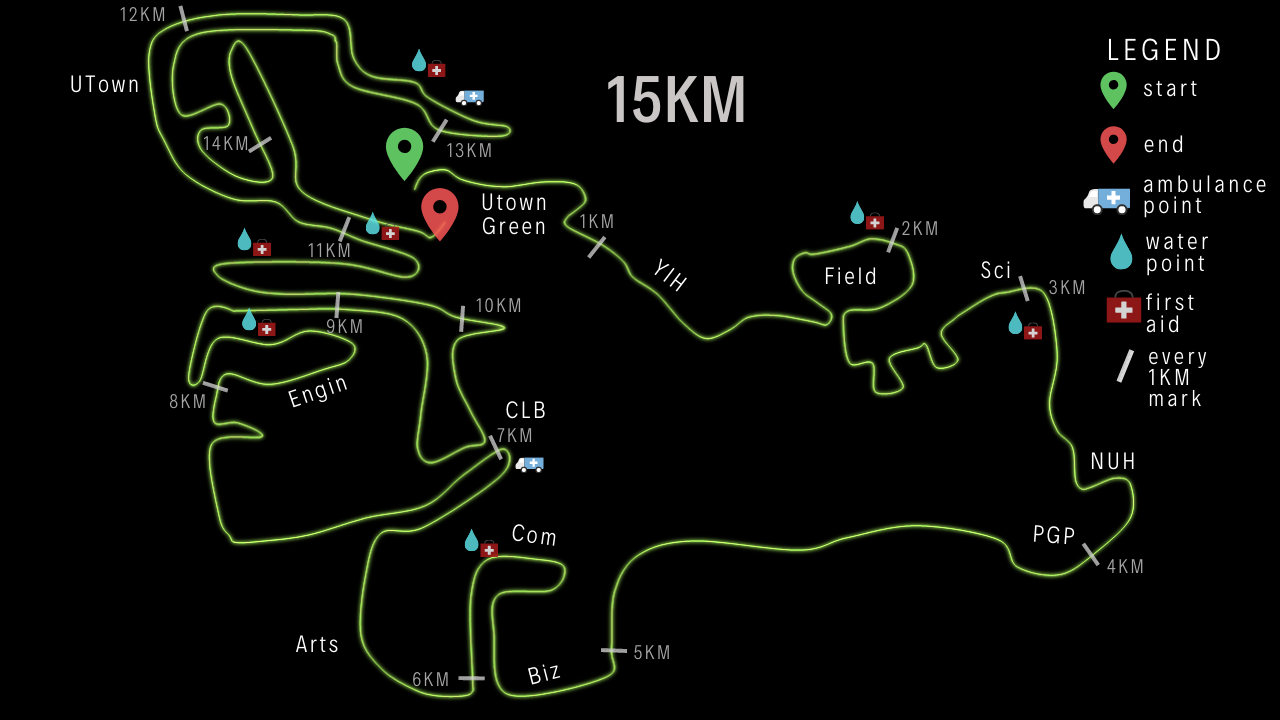 12KM
UTown
15KM
LEGEND
start
end
ambulance
point
water
point
first
aid
every
1KM
mark
14KM
13KM
Utown
Green
11KM
1KM
YIH
2KM
Field
Sci
3KM
10KM
9KM
8KM
Engin
CLB
7KM
NUH
PGP
4KM
Com
Arts
Biz
5KM
6KM